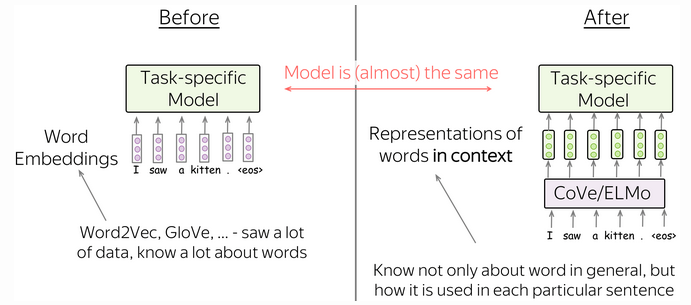 Before
Task-specific
Model
Word
Embeddings
I saw a kitten . <eos>
Word2Vec, GloVe, ... - saw a lot
of data, know a lot about words
Model is (almost) the same
After
Task-specific
Model
Representations of
words in context
CoVe/ELMo
I saw a kitten . <eos>
Know not only about word in general, but
how it is used in each particular sentence